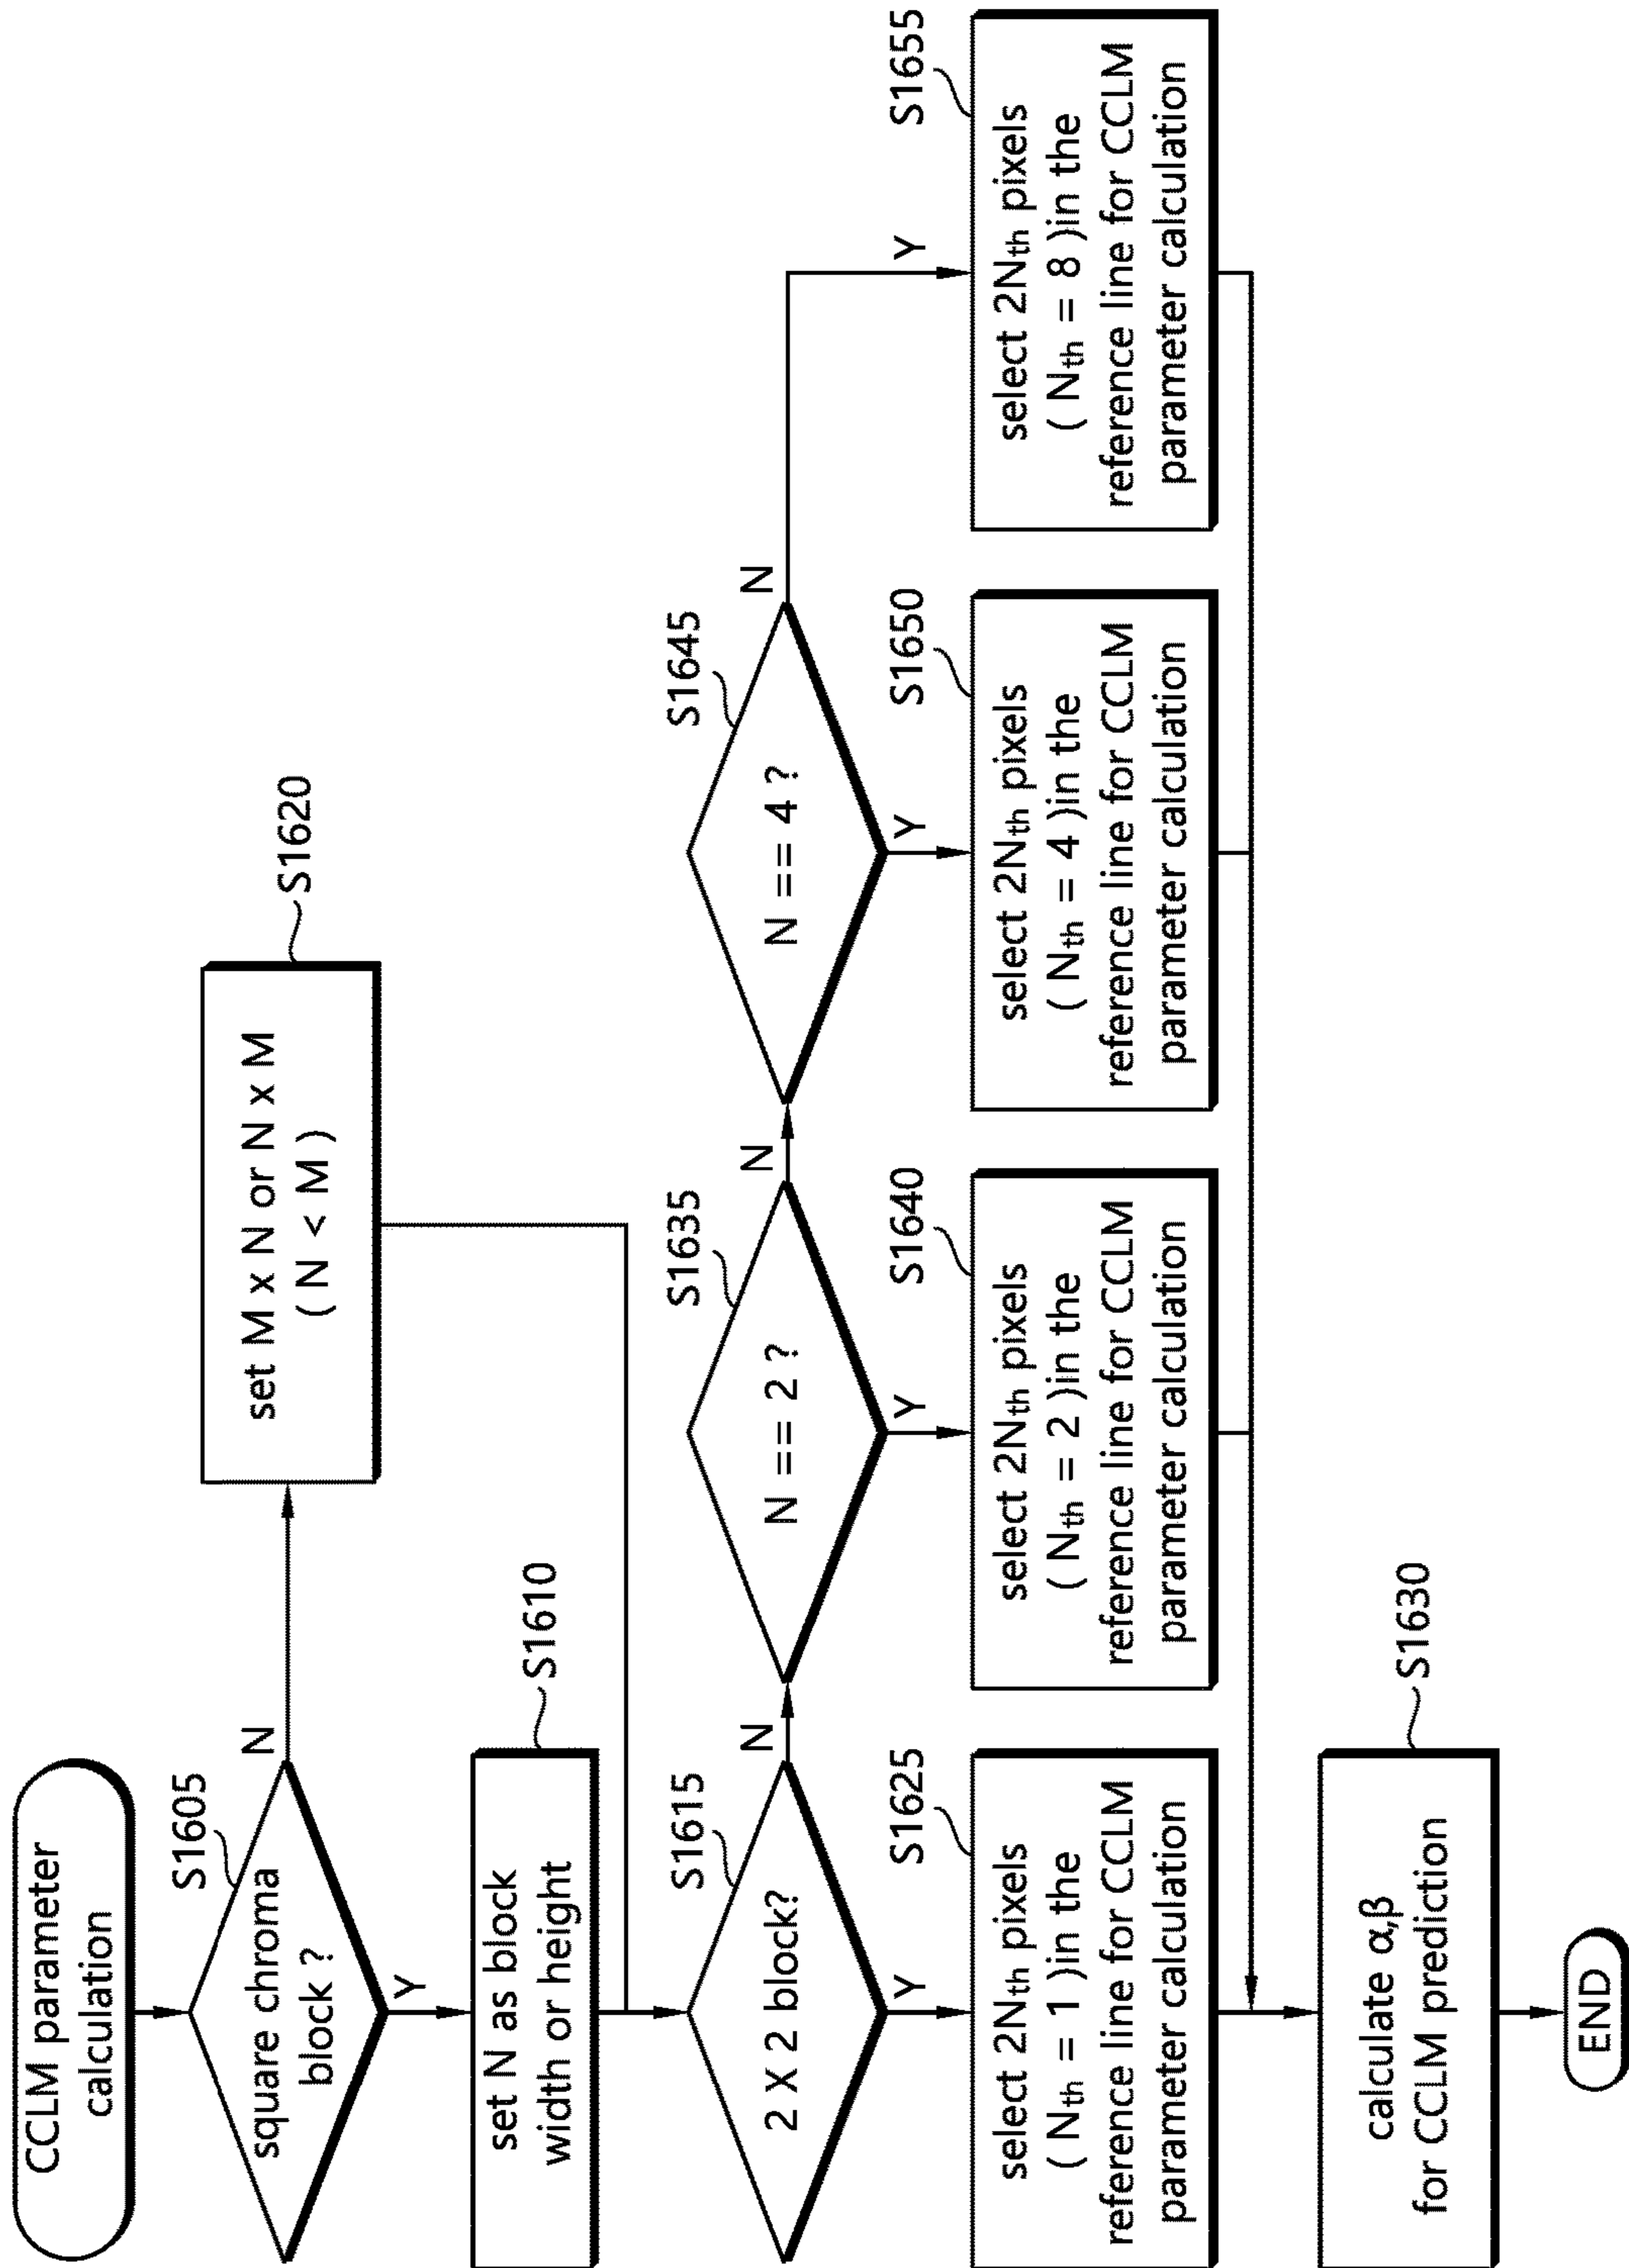 CCLM parameter
calculation
S1605
square chroma
block ?
N
Y
S1620
set M x N or N x M
( N < M )
S1610
set N as block
width or height
S1615
2 X 2 block?
N
Y
S1635
N == 2 ?
N
Y
S1645
N == 4 ?
N
Y
Y
S1625
select 2Nth pixels
( Nth = 1 )in the
reference line for CCLM
parameter calculation
S1640
select 2Nth pixels
( Nth = 2 )in the
reference line for CCLM
parameter calculation
S1650
select 2Nth pixels
( Nth = 4 )in the
reference line for CCLM
parameter calculation
S1655
select 2Nth pixels
( Nth = 8 )in the
reference line for CCLM
parameter calculation
S1630
calculate α,β
for CCLM prediction
END